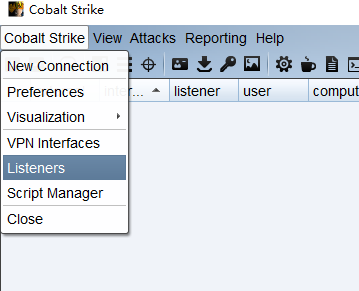 Cobalt Strike
Cobalt Strike View Attacks Reporting Help
New Connection
Preferences
Visualization
VPN Interfaces
Listeners
Script Manager
Close
inter... listener user comput